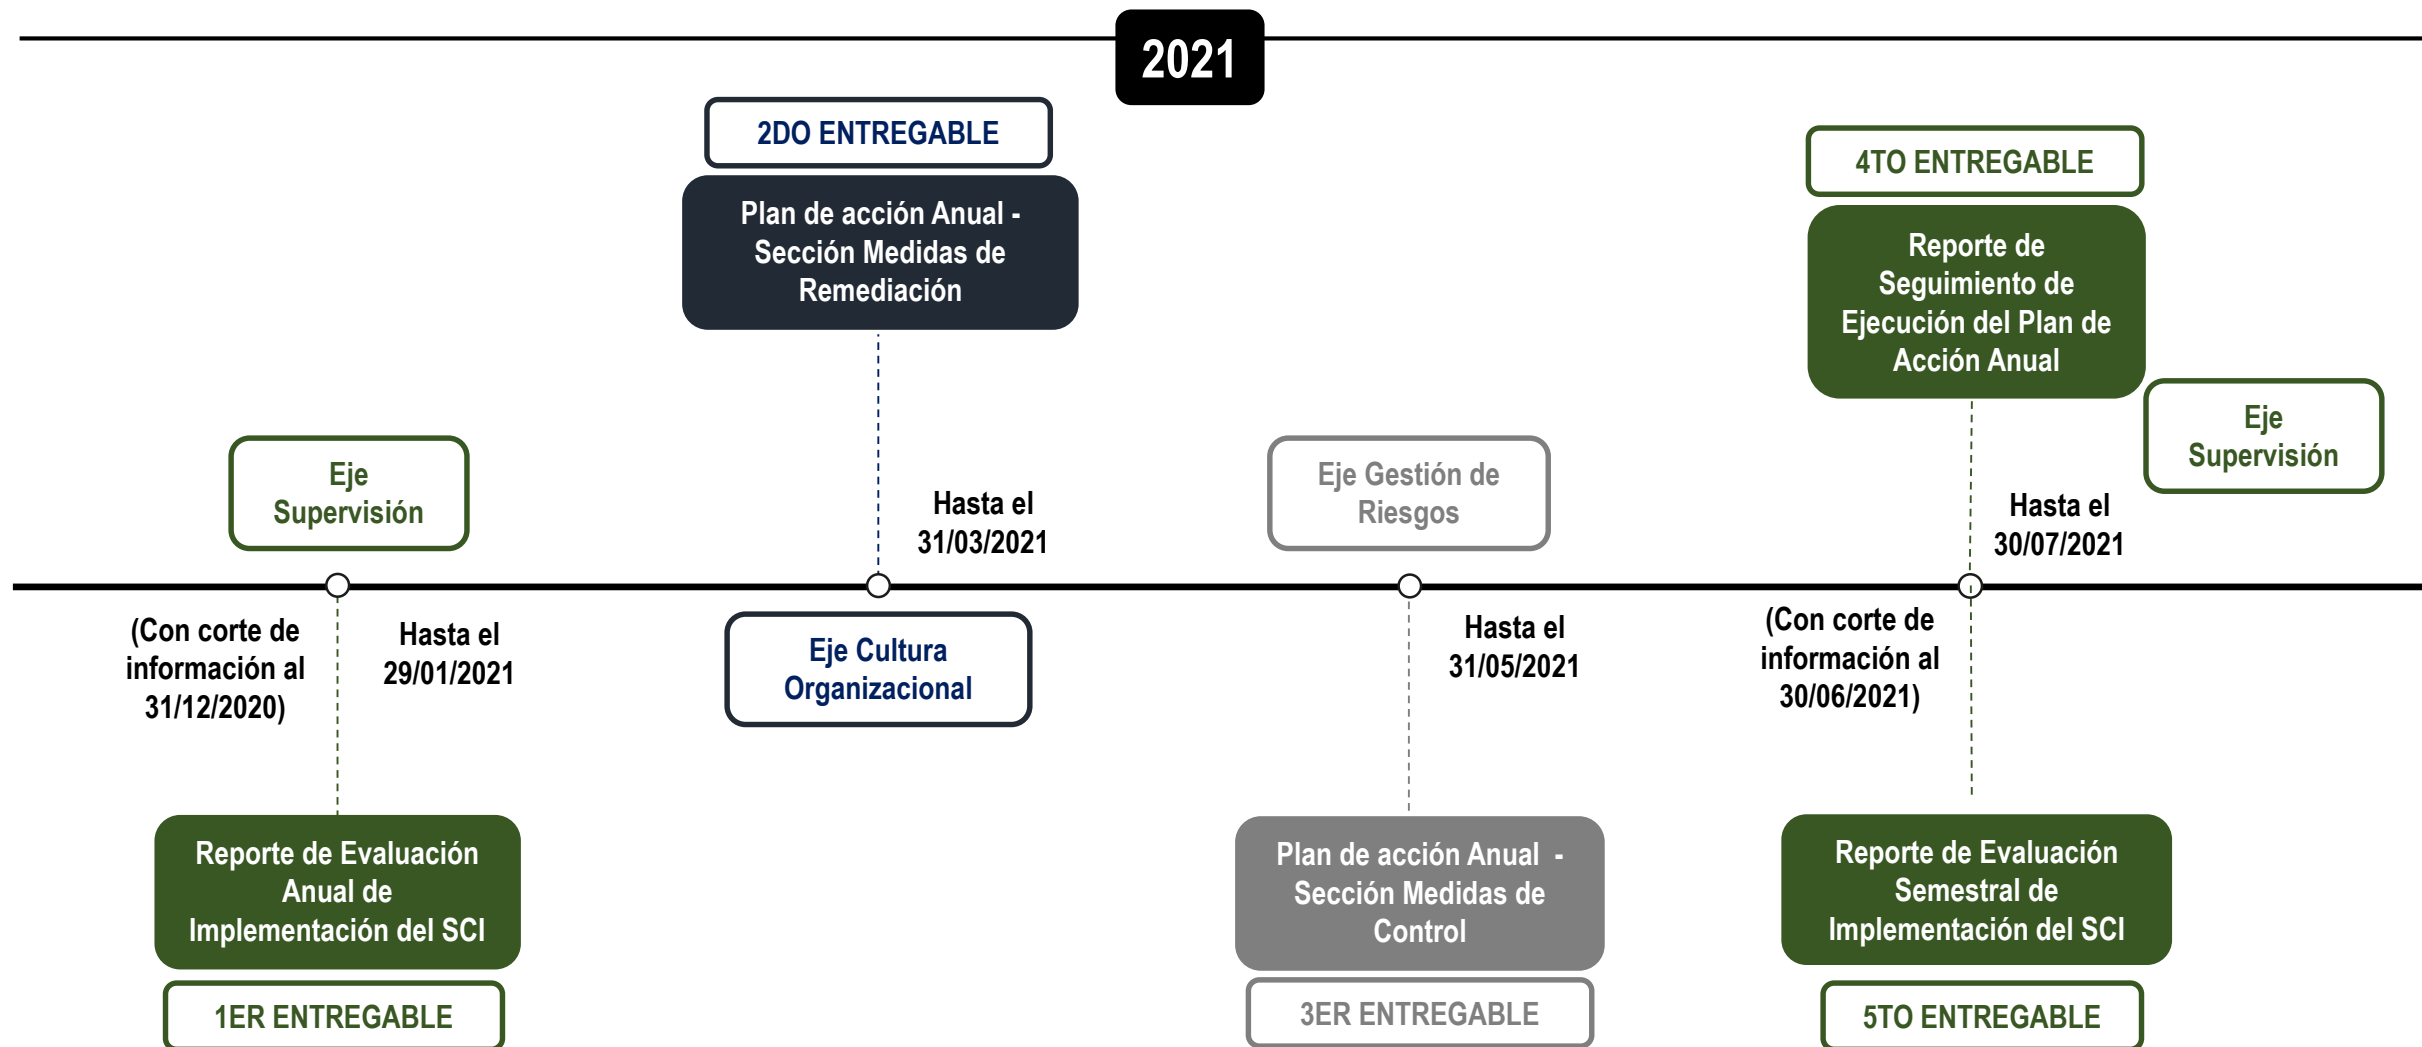 2021
2DO ENTREGABLE
Plan de acción Anual -
Sección Medidas de
Remediación
4TO ENTREGABLE
Reporte de
Seguimiento de
Ejecución del Plan de
Acción Anual
Eje
Supervisión
Eje
Supervisión
Hasta el
31/03/2021
Eje Gestión de
Riesgos
Hasta el
30/07/2021
(Con corte de
información al
31/12/2020)
Hasta el
29/01/2021
Eje Cultura
Organizacional
Hasta el
31/05/2021
(Con corte de
información al
30/06/2021)
Reporte de Evaluación
Anual de
Implementación del SCI
1ER ENTREGABLE
Plan de acción Anual -
Sección Medidas de
Control
3ER ENTREGABLE
Reporte de Evaluación
Semestral de
Implementación del SCI
5TO ENTREGABLE